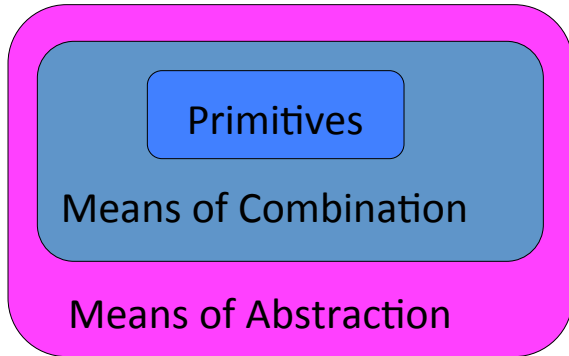 Primitives
Means of Combination
Means of Abstraction